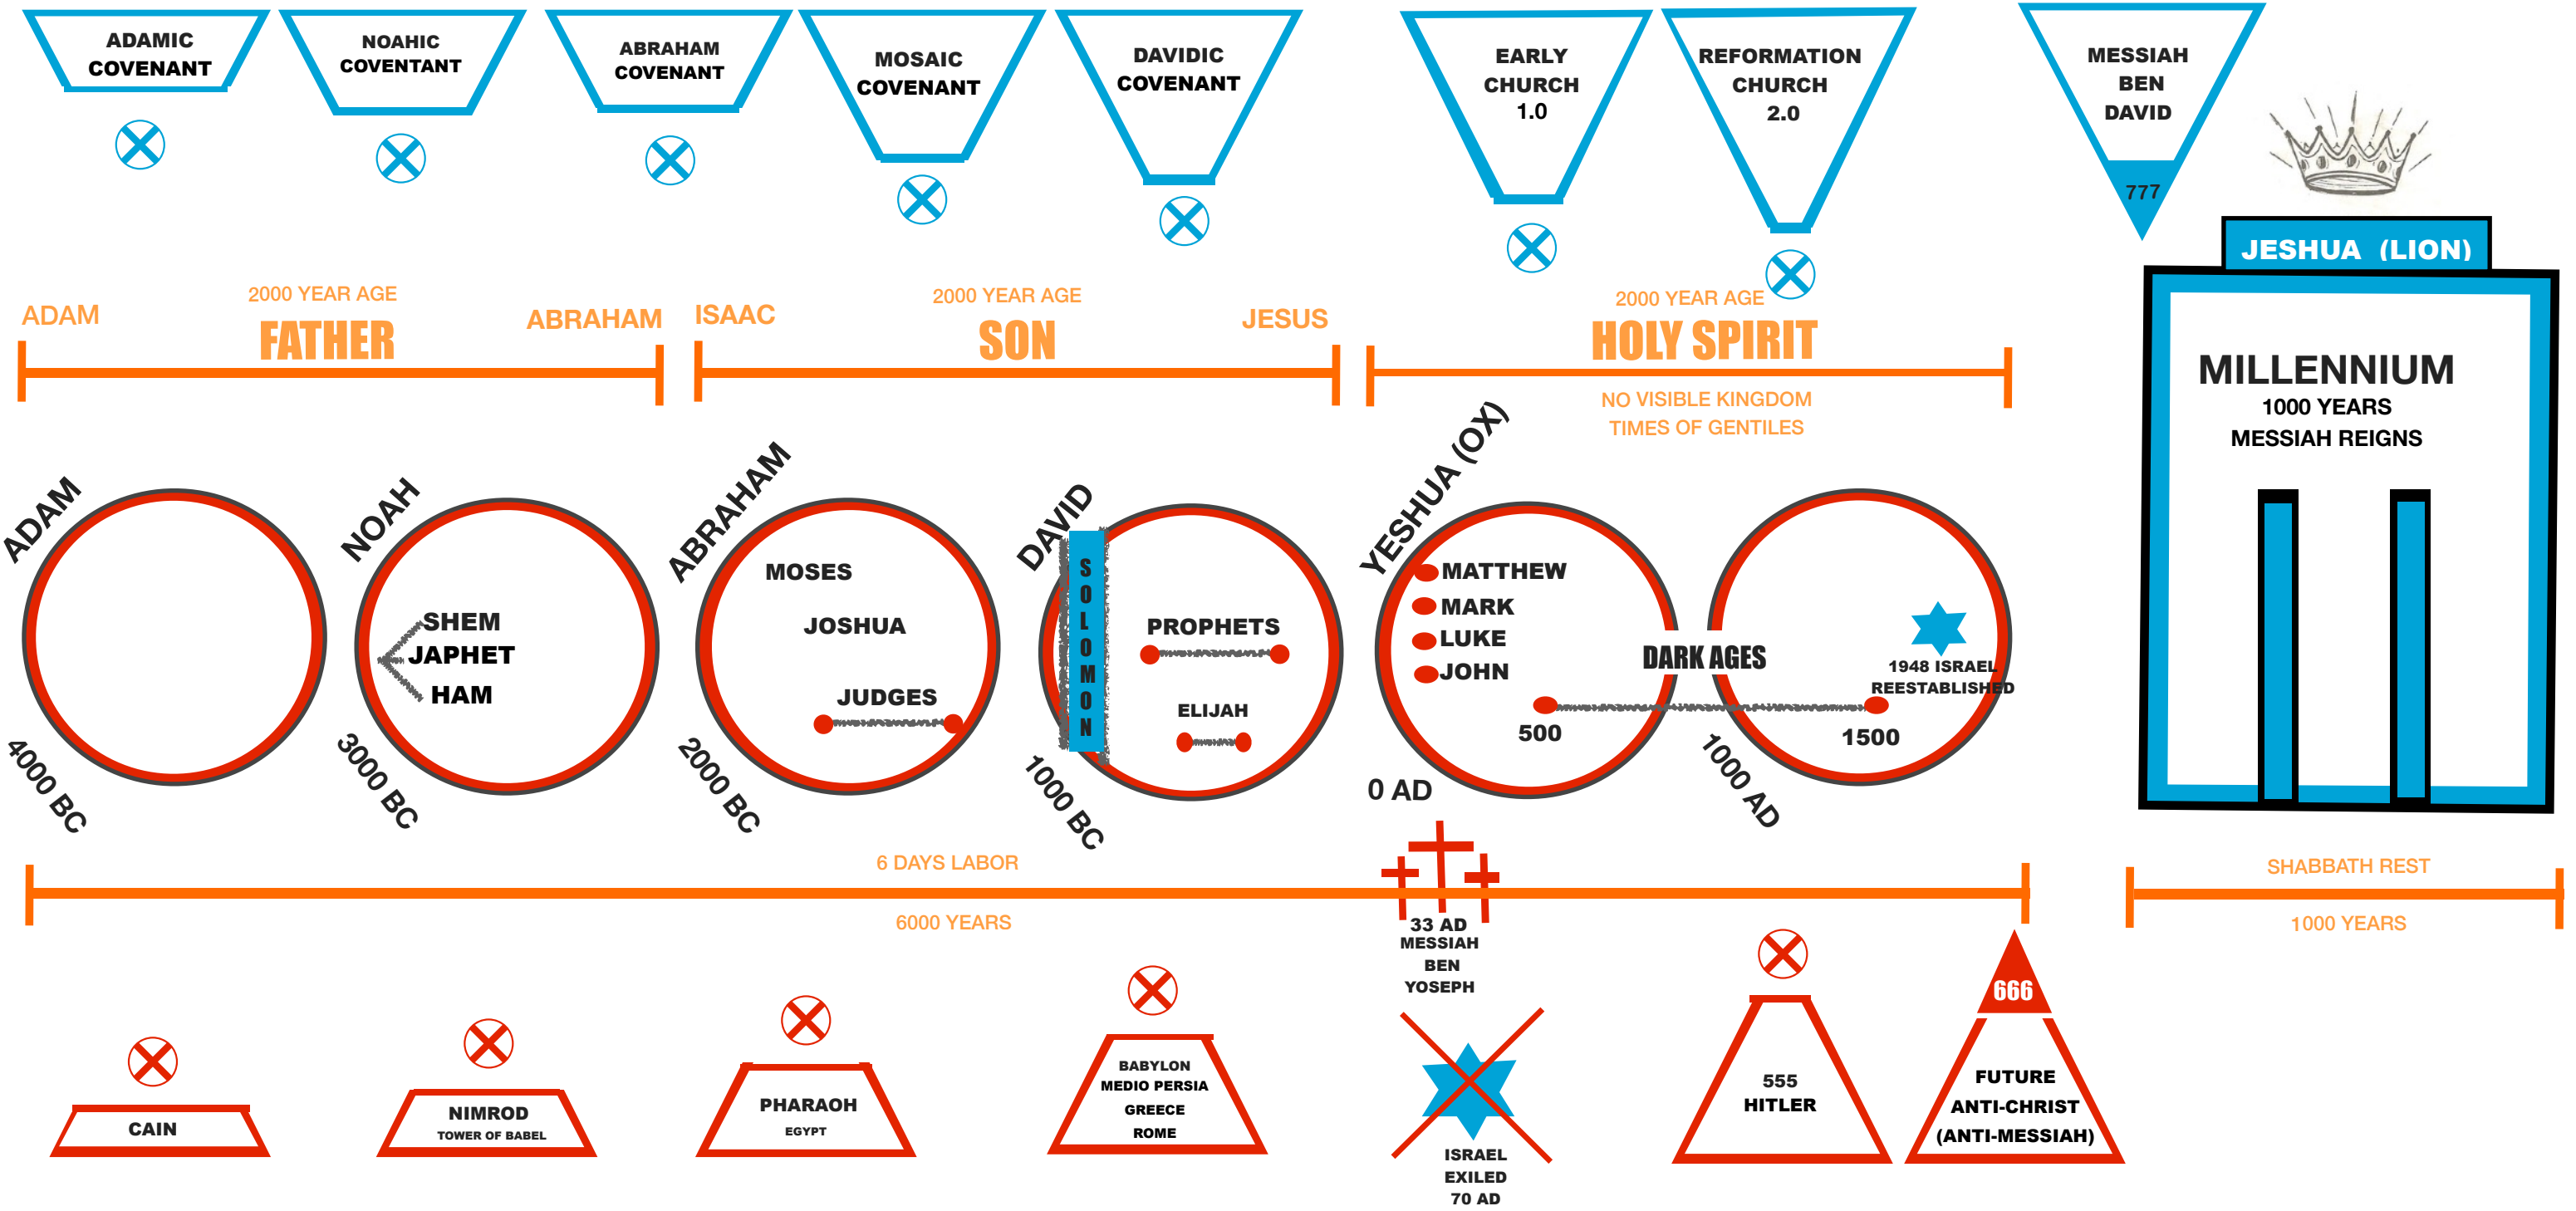 ADAMIC
COVENANT
NOAHIC
COVENTANT
ABRAHAM
COVENANT
MOSAIC
COVENANT
DAVIDIC
COVENANT
EARLY
CHURCH
1.0
REFORMATION
CHURCH
2.0
MESSIAH
BEN
DAVID
777
JESHUA (LION)
MILLENNIUM
1000 YEARS
MESSIAH REIGNS
ADAM
2000 YEAR AGE
FATHER
ABRAHAM
ISAAC
2000 YEAR AGE
SON
JESUS
2000 YEAR AGE
HOLY SPIRIT
NO VISIBLE KINGDOM
TIMES OF GENTILES
ADAM
4000 BC
NOAH
SHEM
JAPHET
HAM
3000 BC
ABRAHAM
MOSES
JOSHUA
JUDGES
2000 BC
DAVID
SOLOMON
PROPHETS
ELIJAH
1000 BC
YESHUA (OX)
MATTHEW
MARK
LUKE
JOHN
500
0 AD
DARK AGES
1948 ISRAEL
REESTABLISHED
1500
1000 AD
6 DAYS LABOR
6000 YEARS
SHABBATH REST
1000 YEARS
33 AD
MESSIAH
BEN
YOSEPH
CAIN
NIMROD
TOWER OF BABEL
PHARAOH
EGYPT
BABYLON
MEDIO PERSIA
GREECE
ROME
ISRAEL
EXILED
70 AD
555
HITLER
666
FUTURE
ANTI-CHRIST
(ANTI-MESSIAH)